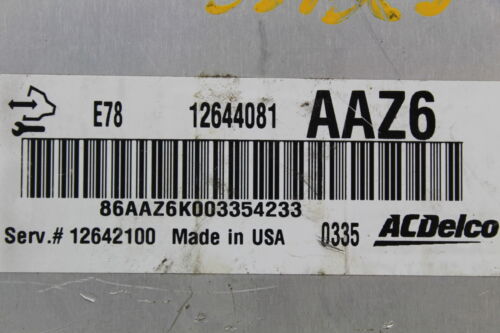 E78 12644081 AAZ6
86AAZ6K003354233
Serv.# 12642100 Made in USA 0335 ACDelco